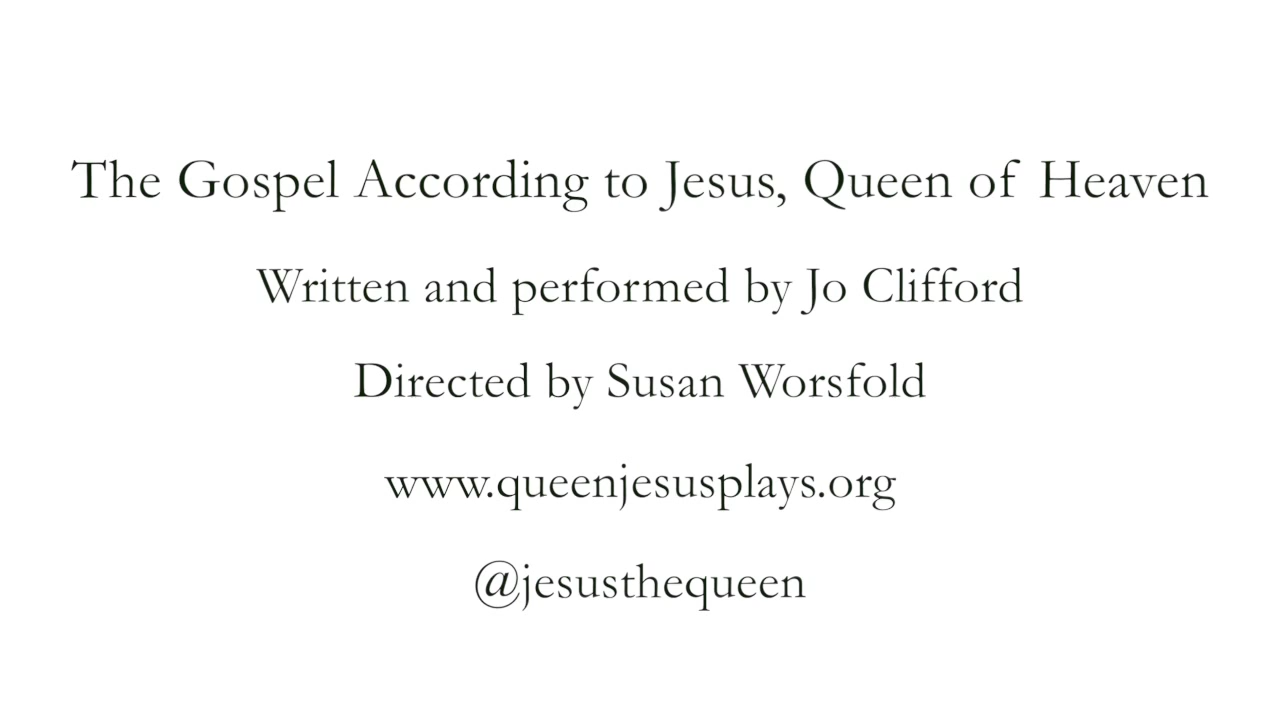 The Gospel According to Jesus, Queen of Heaven
Written and performed by Jo Clifford
Directed by Susan Worsfold
www.queenjesusplays.org
@jesusthequeen